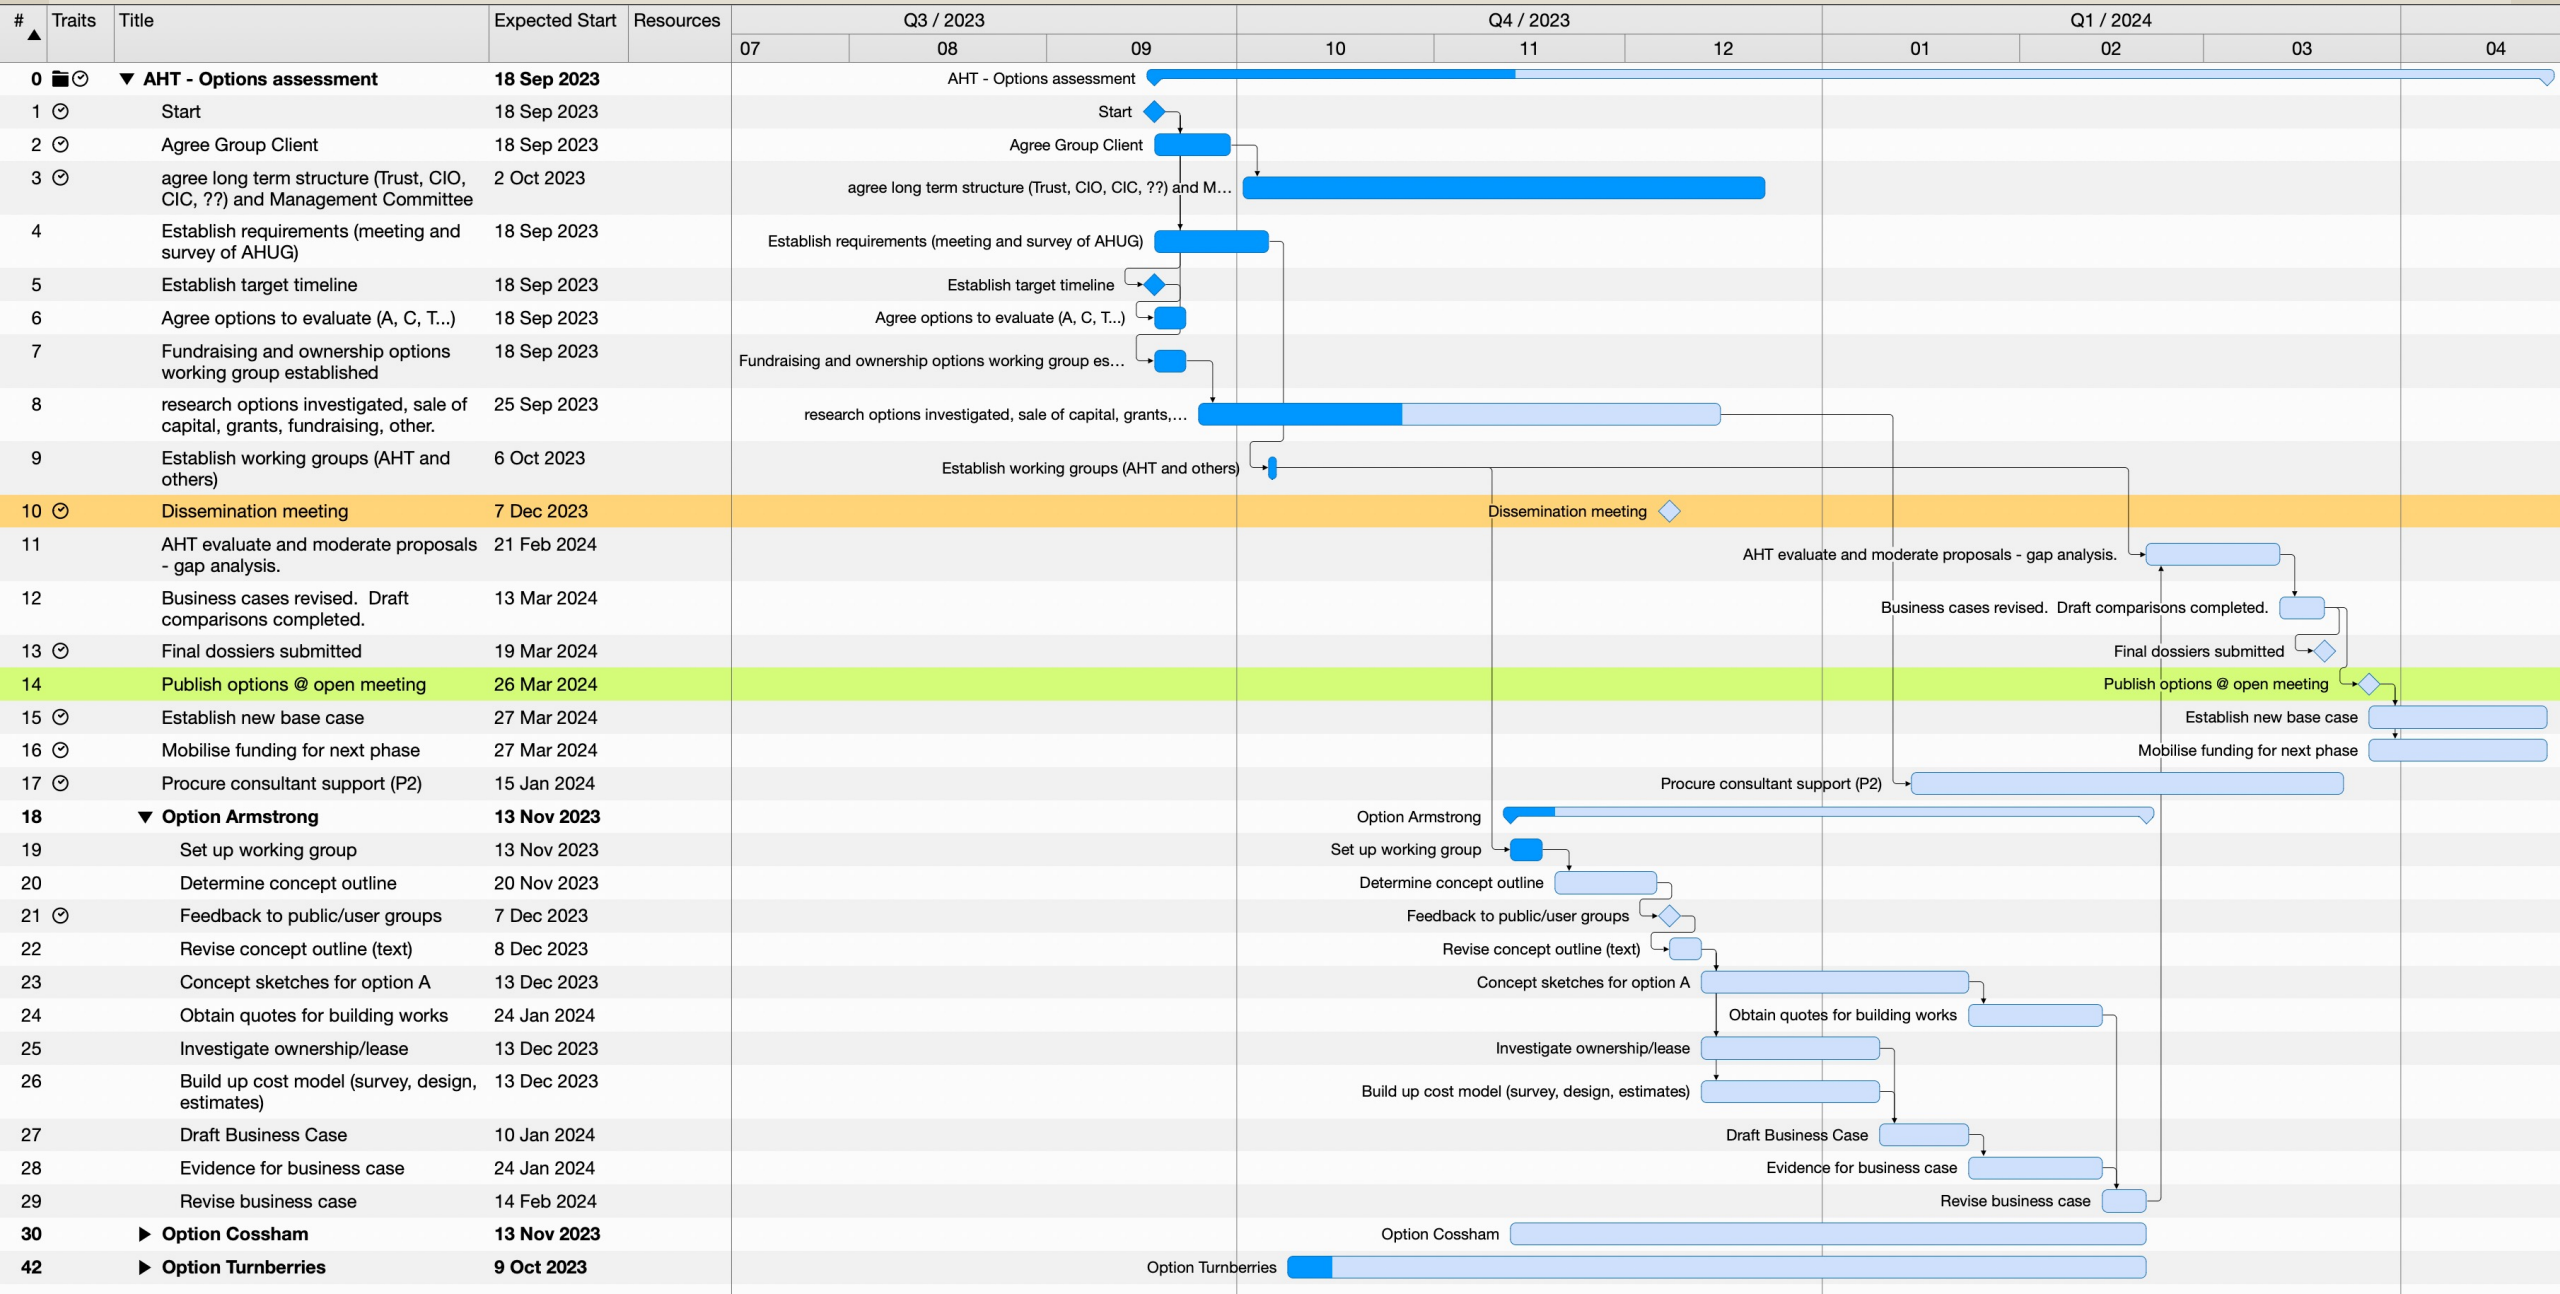 # Traits Title Expected Start Resources Q3 / 2023 Q4 / 2023 Q1 / 2024
07 08 09 10 11 12 01 02 03 04
0 AHT - Options assessment 18 Sep 2023 AHT - Options assessment
1 Start 18 Sep 2023 Start
2 Agree Group Client 18 Sep 2023 Agree Group Client
3 agree long term structure (Trust, CIO, 2 Oct 2023
CIC, ??) and Management Committee
agree long term structure (Trust, CIO, CIC, ??) and M...
4 Establish requirements (meeting and 18 Sep 2023
survey of AHUG)
Establish requirements (meeting and survey of AHUG)
5 Establish target timeline 18 Sep 2023 Establish target timeline
6 Agree options to evaluate (A, C, T...) 18 Sep 2023 Agree options to evaluate (A, C, T...)
7 Fundraising and ownership options 18 Sep 2023
working group established
Fundraising and ownership options working group es...
8 research options investigated, sale of 25 Sep 2023
capital, grants, fundraising, other.
research options investigated, sale of capital, grants,...
9 Establish working groups (AHT and 6 Oct 2023
others)
Establish working groups (AHT and others)
10 Dissemination meeting 7 Dec 2023 Dissemination meeting
11 AHT evaluate and moderate proposals 21 Feb 2024
- gap analysis.
AHT evaluate and moderate proposals - gap analysis.
12 Business cases revised.  Draft 13 Mar 2024
comparisons completed.
Business cases revised.  Draft comparisons completed.
13 Final dossiers submitted 19 Mar 2024 Final dossiers submitted
14 Publish options @ open meeting 26 Mar 2024 Publish options @ open meeting
15 Establish new base case 27 Mar 2024 Establish new base case
16 Mobilise funding for next phase 27 Mar 2024 Mobilise funding for next phase
17 Procure consultant support (P2) 15 Jan 2024 Procure consultant support (P2)
18 Option Armstrong 13 Nov 2023 Option Armstrong
19 Set up working group 13 Nov 2023 Set up working group
20 Determine concept outline 20 Nov 2023 Determine concept outline
21 Feedback to public/user groups 7 Dec 2023 Feedback to public/user groups
22 Revise concept outline (text) 8 Dec 2023 Revise concept outline (text)
23 Concept sketches for option A 13 Dec 2023 Concept sketches for option A
24 Obtain quotes for building works 24 Jan 2024 Obtain quotes for building works
25 Investigate ownership/lease 13 Dec 2023 Investigate ownership/lease
26 Build up cost model (survey, design, 13 Dec 2023
estimates)
Build up cost model (survey, design, estimates)
27 Draft Business Case 10 Jan 2024 Draft Business Case
28 Evidence for business case 24 Jan 2024 Evidence for business case
29 Revise business case 14 Feb 2024 Revise business case
30 Option Cossham 13 Nov 2023 Option Cossham
42 Option Turnberries 9 Oct 2023 Option Turnberries